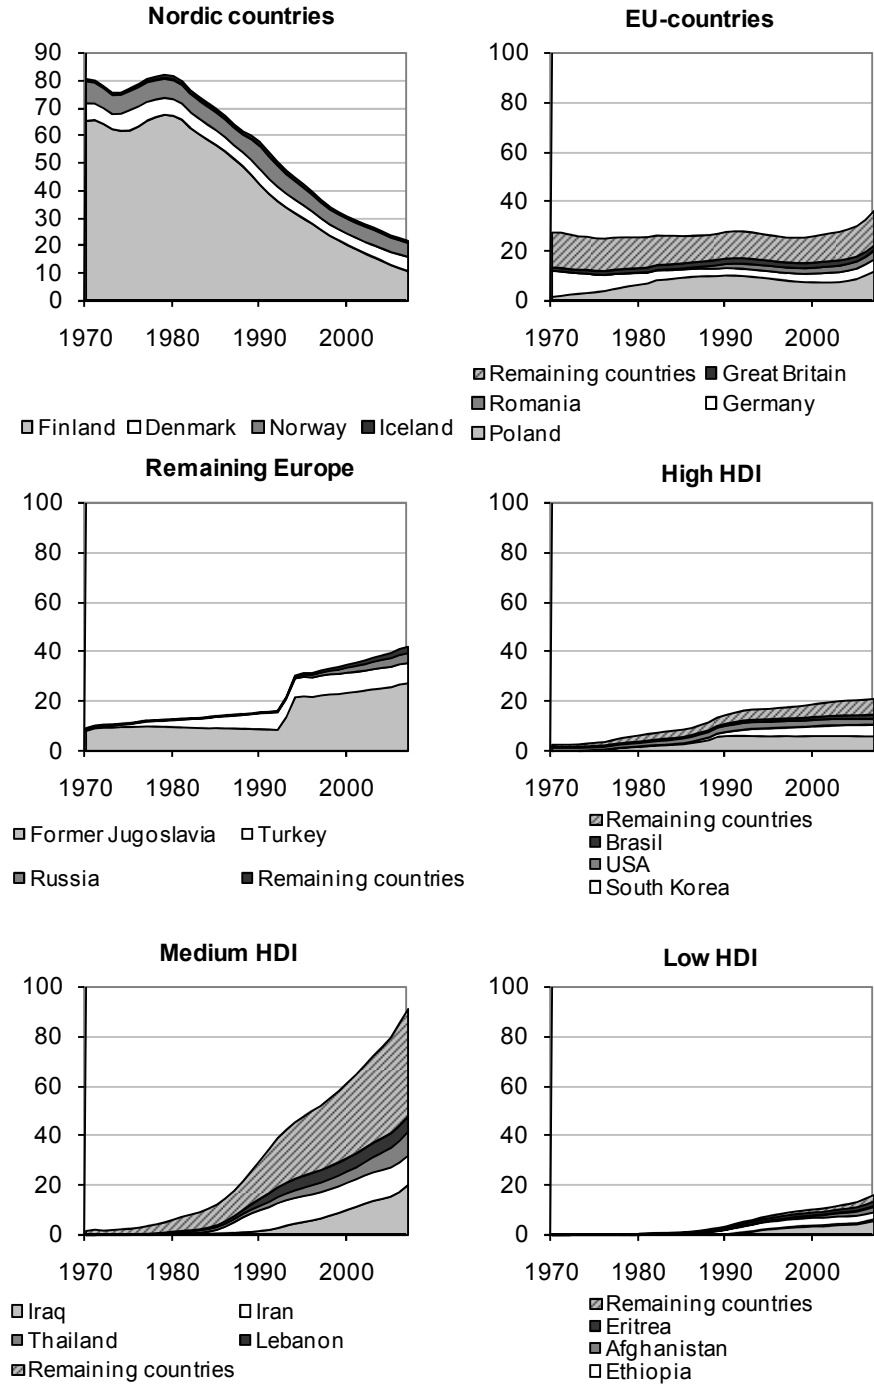 Nordic countries
90
80
70
60
50
40
30
20
10
0
1970 1980 1990 2000
Finland Denmark Norway Iceland
EU-countries
100
80
60
40
20
0
1970 1980 1990 2000
Remaining countries Great Britain
Romania Germany
Poland
Remaining Europe
100
80
60
40
20
0
1970 1980 1990 2000
Former Jugoslavia Turkey
Russia Remaining countries
High HDI
100
80
60
40
20
0
1970 1980 1990 2000
Remaining countries
Brasil
USA
South Korea
Medium HDI
100
80
60
40
20
0
1970 1980 1990 2000
Iraq Iran
Thailand Lebanon
Remaining countries
Low HDI
100
80
60
40
20
0
1970 1980 1990 2000
Remaining countries
Eritrea
Afghanistan
Ethiopia